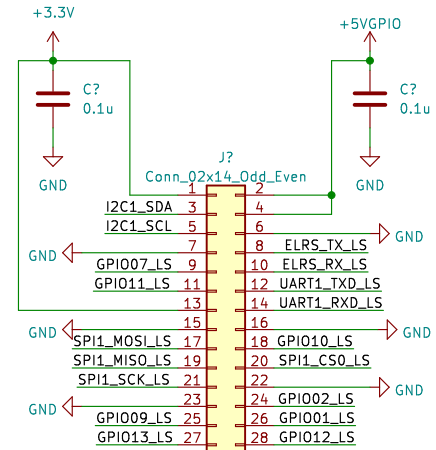 +3.3V
+5VGPIO
C?
0.1u
C?
0.1u
GND
GND
J?
Conn_02x14_Odd_Even
1 2
I2C1_SDA 3 4
I2C1_SCL 5 6 GND
GND 7 8 ELRS_TX_LS
GPIO07_LS 9 10 ELRS_RX_LS
GPIO11_LS 11 12 UART1_TXD_LS
13 14 UART1_RXD_LS
GND 15 16 GND
SPI1_MOSI_LS 17 18 GPIO10_LS
SPI1_MISO_LS 19 20 SPI1_CS0_LS
SPI1_SCK_LS 21 22 GND
GND 23 24 GPIO02_LS
GPIO09_LS 25 26 GPIO01_LS
GPIO13_LS 27 28 GPIO12_LS